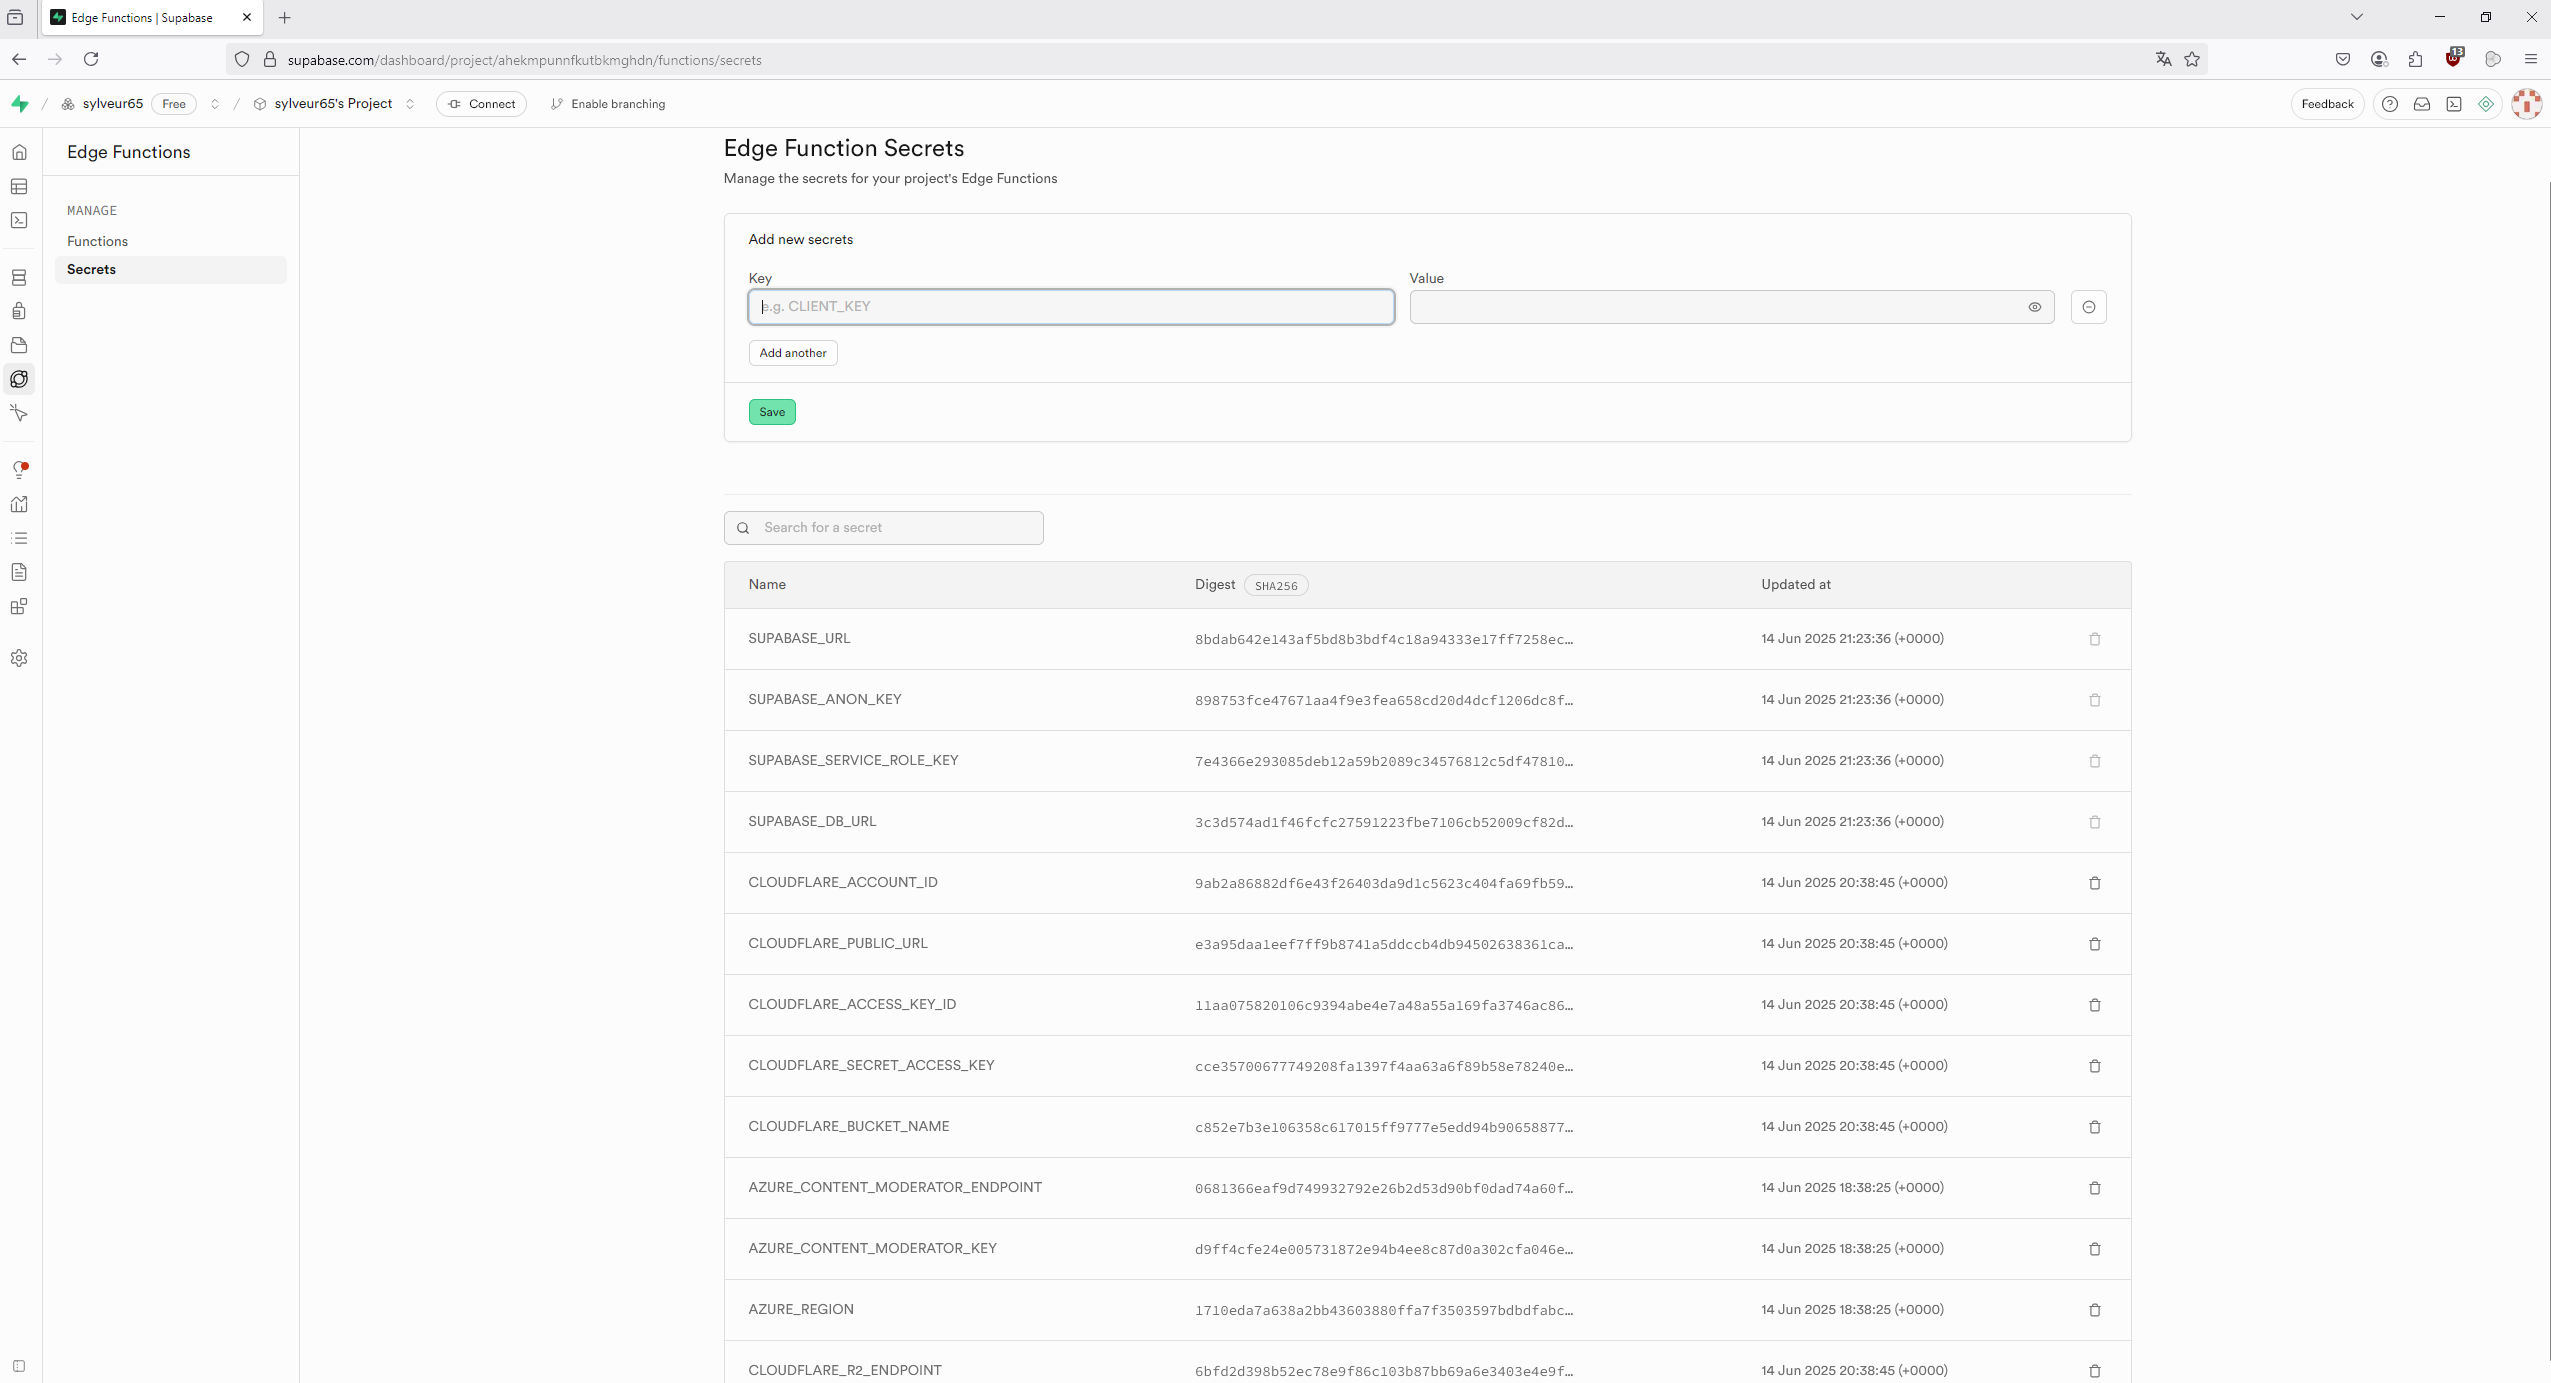 Edge Functions | Supabase
supabase.com/dashboard/project/ahekmpunnfkutbkmghdn/functions/secrets
13
/ sylveur65 Free / sylveur65's Project Connect Enable branching
Feedback
Edge Functions
MANAGE
Functions
Secrets
Edge Function Secrets
Manage the secrets for your project's Edge Functions
Add new secrets
Key Value
e.g. CLIENT_KEY
Add another
Save
Search for a secret
Name Digest SHA256 Updated at
SUPABASE_URL 8bdab642e143af5bd8b3bdf4c18a94333e17ff7258ec… 14 Jun 2025 21:23:36 (+0000)
SUPABASE_ANON_KEY 898753fce47671aa4f9e3fea658cd20d4dcf1206dc8f… 14 Jun 2025 21:23:36 (+0000)
SUPABASE_SERVICE_ROLE_KEY 7e4366e293085deb12a59b2089c34576812c5df47810… 14 Jun 2025 21:23:36 (+0000)
SUPABASE_DB_URL 3c3d574ad1f46fcfc27591223fbe7106cb52009cf82d… 14 Jun 2025 21:23:36 (+0000)
CLOUDFLARE_ACCOUNT_ID 9ab2a86882df6e43f26403da9d1c5623c404fa69fb59… 14 Jun 2025 20:38:45 (+0000)
CLOUDFLARE_PUBLIC_URL e3a95daa1eef7ff9b8741a5ddccb4db94502638361ca… 14 Jun 2025 20:38:45 (+0000)
CLOUDFLARE_ACCESS_KEY_ID 11aa075820106c9394abe4e7a48a55a169fa3746ac86… 14 Jun 2025 20:38:45 (+0000)
CLOUDFLARE_SECRET_ACCESS_KEY cce35700677749208fa1397f4aa63a6f89b58e78240e… 14 Jun 2025 20:38:45 (+0000)
CLOUDFLARE_BUCKET_NAME c852e7b3e106358c617015ff9777e5edd94b90658877… 14 Jun 2025 20:38:45 (+0000)
AZURE_CONTENT_MODERATOR_ENDPOINT 0681366eaf9d749932792e26b2d53d90bf0dad74a60f… 14 Jun 2025 18:38:25 (+0000)
AZURE_CONTENT_MODERATOR_KEY d9ff4cfe24e005731872e94b4ee8c87d0a302cfa046e… 14 Jun 2025 18:38:25 (+0000)
AZURE_REGION 1710eda7a638a2bb43603880ffa7f3503597bdbdfabc… 14 Jun 2025 18:38:25 (+0000)
CLOUDFLARE_R2_ENDPOINT 6bfd2d398b52ec78e9f86c103b87bb69a6e3403e4e9f… 14 Jun 2025 20:38:45 (+0000)